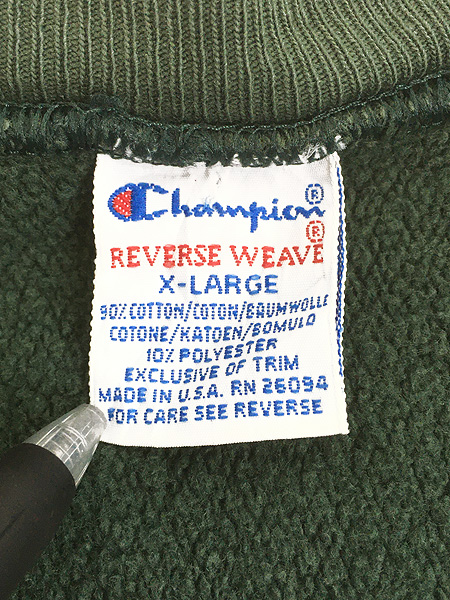 Champion®
®
REVERSE WEAVE
X-LARGE
90% COTTON/COTON/BAUMWOLLE
COTONE/KATOEN/BOMULD
10% POLYESTER
EXCLUSIVE OF TRIM
MADE IN U.S.A. RN 26094
FOR CARE SEE REVERSE